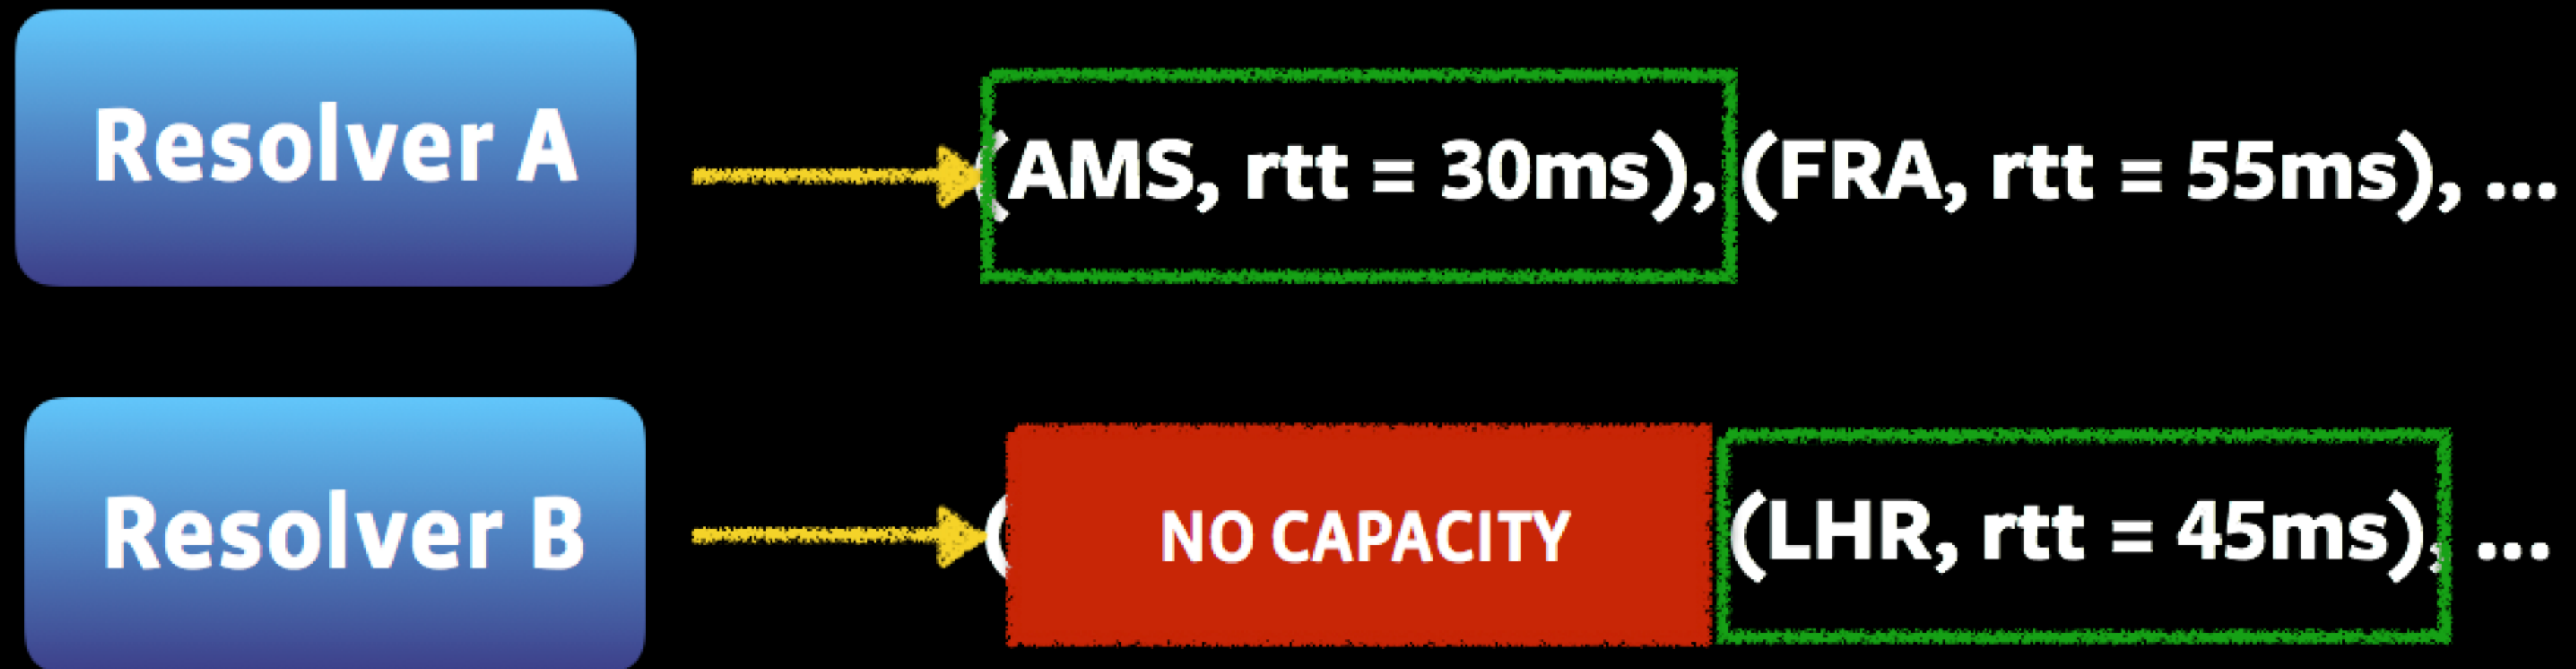 Resolver A
(AMS, rtt = 30ms), (FRA, rtt = 55ms), ...
Resolver B
( NO CAPACITY (LHR, rtt = 45ms), ...